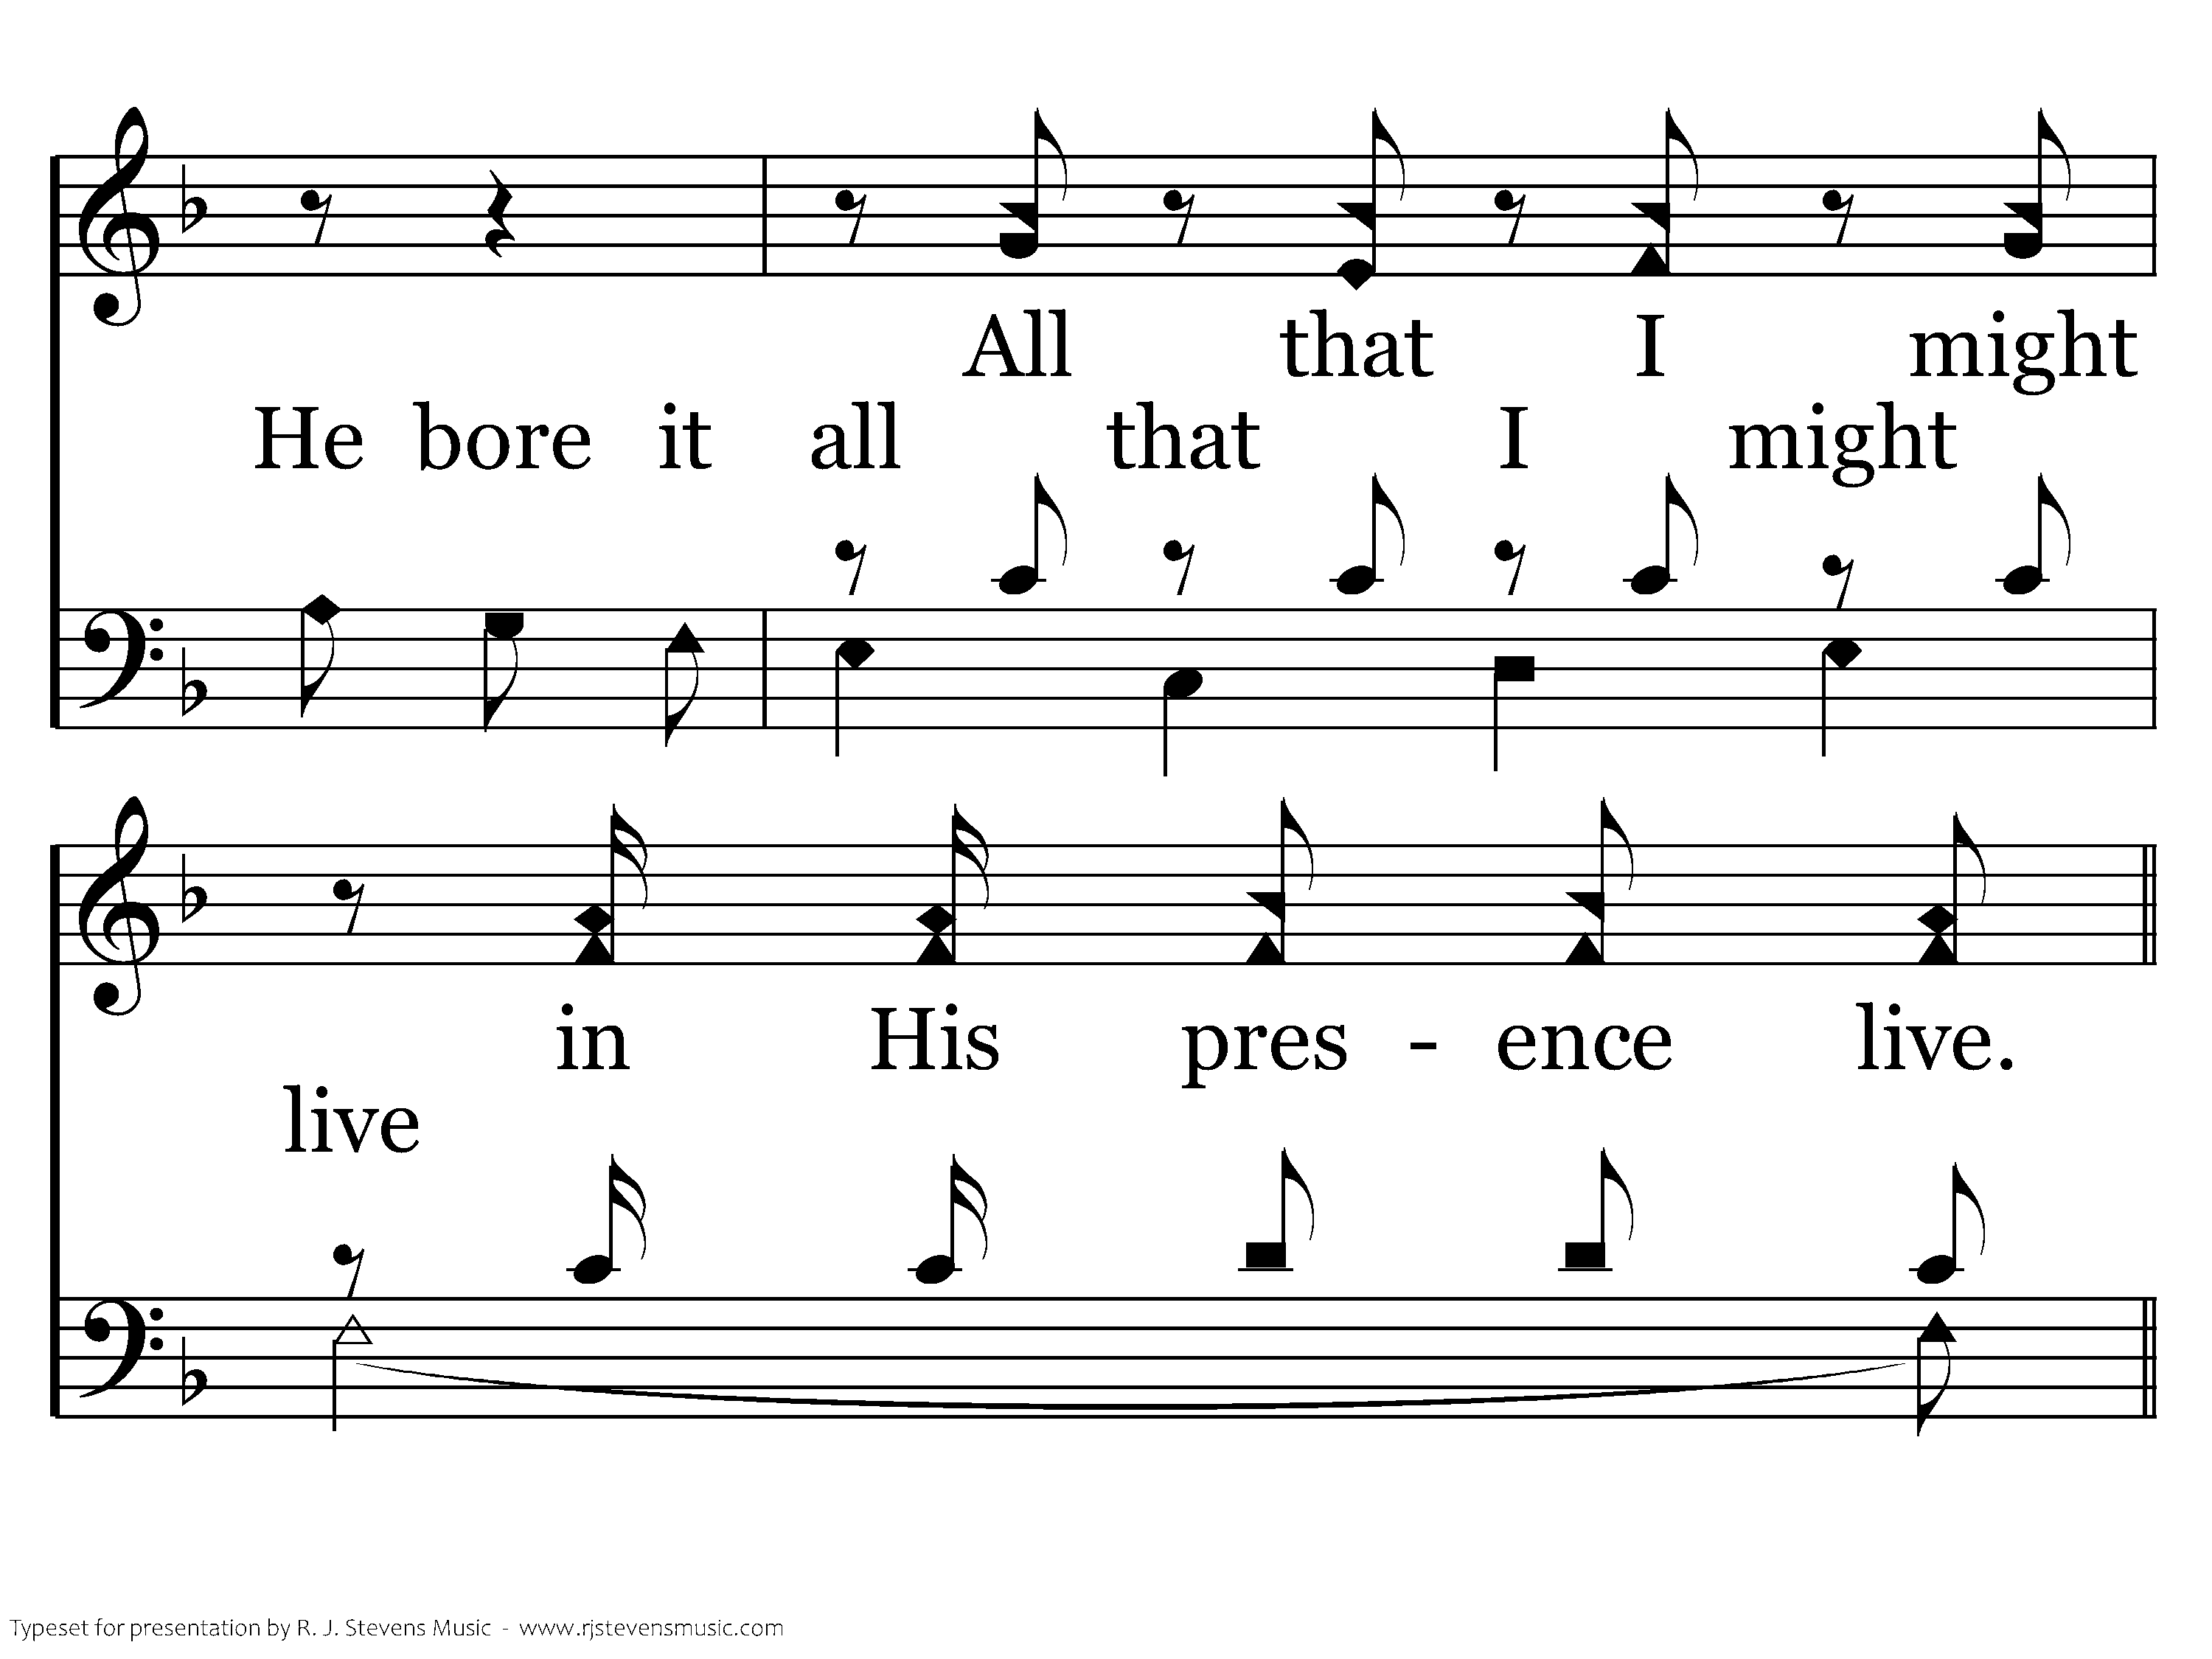 All that I might
He bore it all that I might
in His pres - ence live.
live
Typeset for presentation by R. J. Stevens Music - www.rjstevensmusic.com